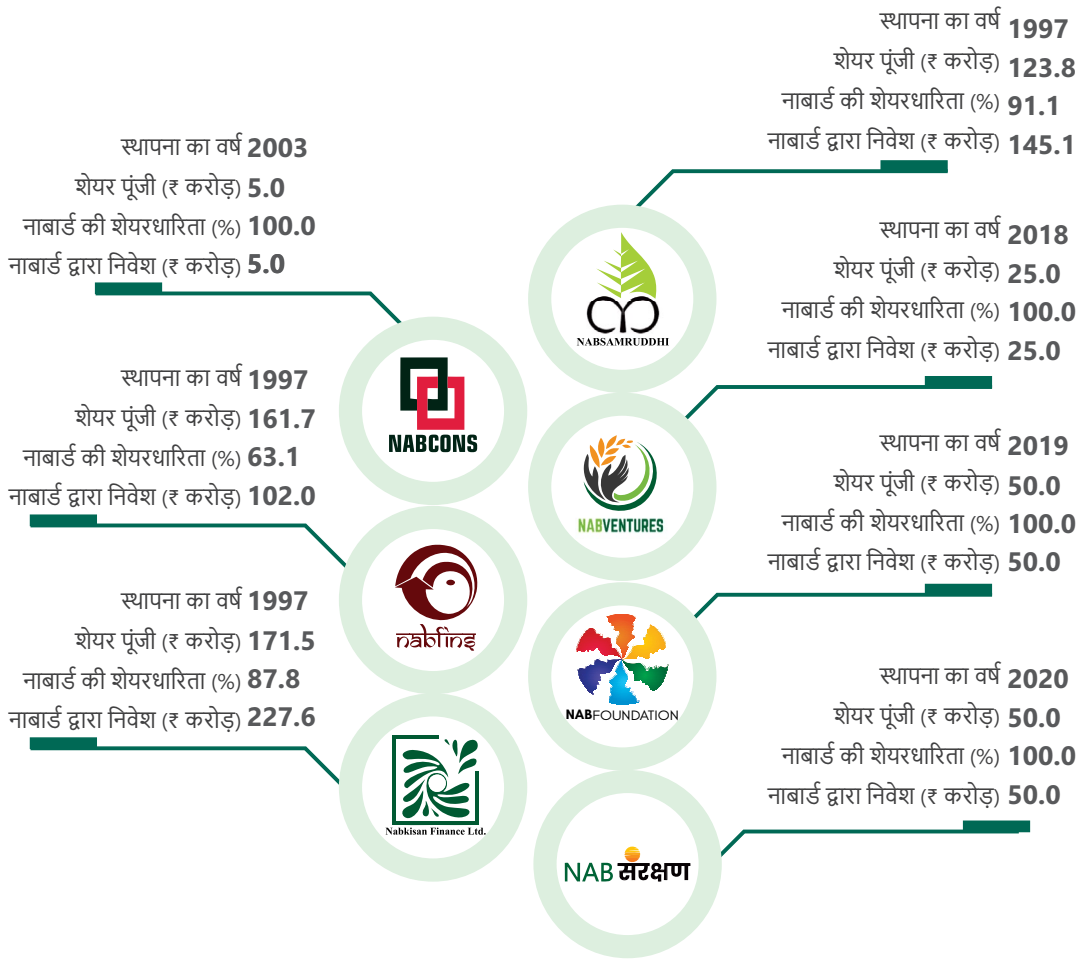 स्थापना का वर्ष 2003
शेयर पूंजी (₹ करोड़) 5.0
नाबार्ड की शेयरधारिता (%) 100.0
नाबार्ड द्वारा निवेश (₹ करोड़) 5.0
NABCONS
स्थापना का वर्ष 1997
शेयर पूंजी (₹ करोड़) 161.7
नाबार्ड की शेयरधारिता (%) 63.1
नाबार्ड द्वारा निवेश (₹ करोड़) 102.0
nabfins
स्थापना का वर्ष 1997
शेयर पूंजी (₹ करोड़) 171.5
नाबार्ड की शेयरधारिता (%) 87.8
नाबार्ड द्वारा निवेश (₹ करोड़) 227.6
Nabkisan Finance Ltd.
स्थापना का वर्ष 1997
शेयर पूंजी (₹ करोड़) 123.8
नाबार्ड की शेयरधारिता (%) 91.1
नाबार्ड द्वारा निवेश (₹ करोड़) 145.1
NABSAMRUDDHI
स्थापना का वर्ष 2018
शेयर पूंजी (₹ करोड़) 25.0
नाबार्ड की शेयरधारिता (%) 100.0
नाबार्ड द्वारा निवेश (₹ करोड़) 25.0
NABVENTURES
स्थापना का वर्ष 2019
शेयर पूंजी (₹ करोड़) 50.0
नाबार्ड की शेयरधारिता (%) 100.0
नाबार्ड द्वारा निवेश (₹ करोड़) 50.0
NABFOUNDATION
स्थापना का वर्ष 2020
शेयर पूंजी (₹ करोड़) 50.0
नाबार्ड की शेयरधारिता (%) 100.0
नाबार्ड द्वारा निवेश (₹ करोड़) 50.0
NAB संरक्षण